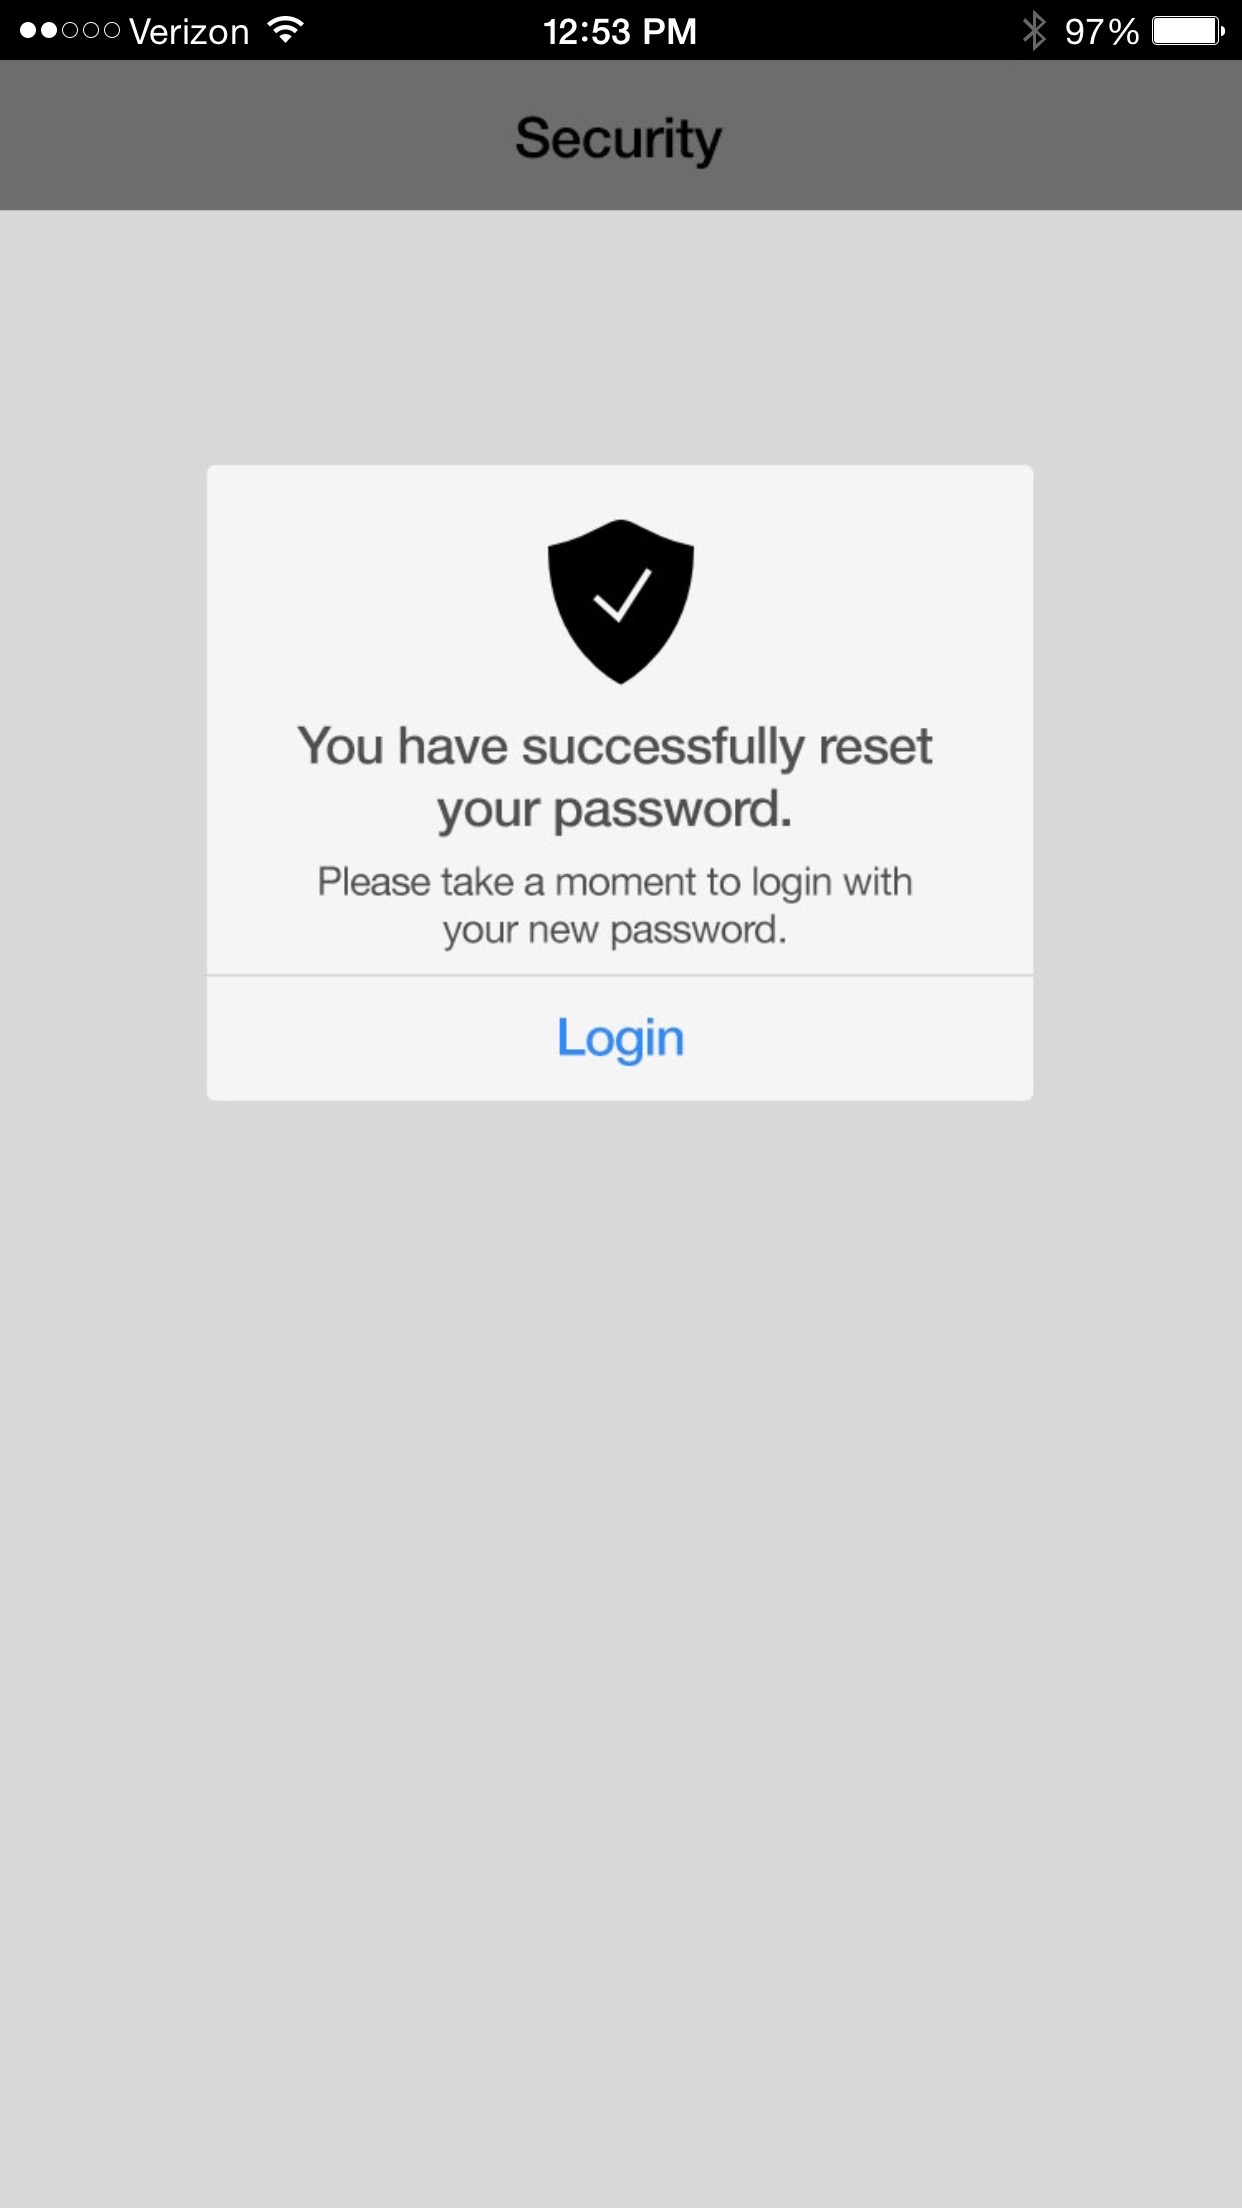 Verizon 12:53 PM 97%
Security
You have successfully reset
your password.
Please take a moment to login with
your new password.
Login